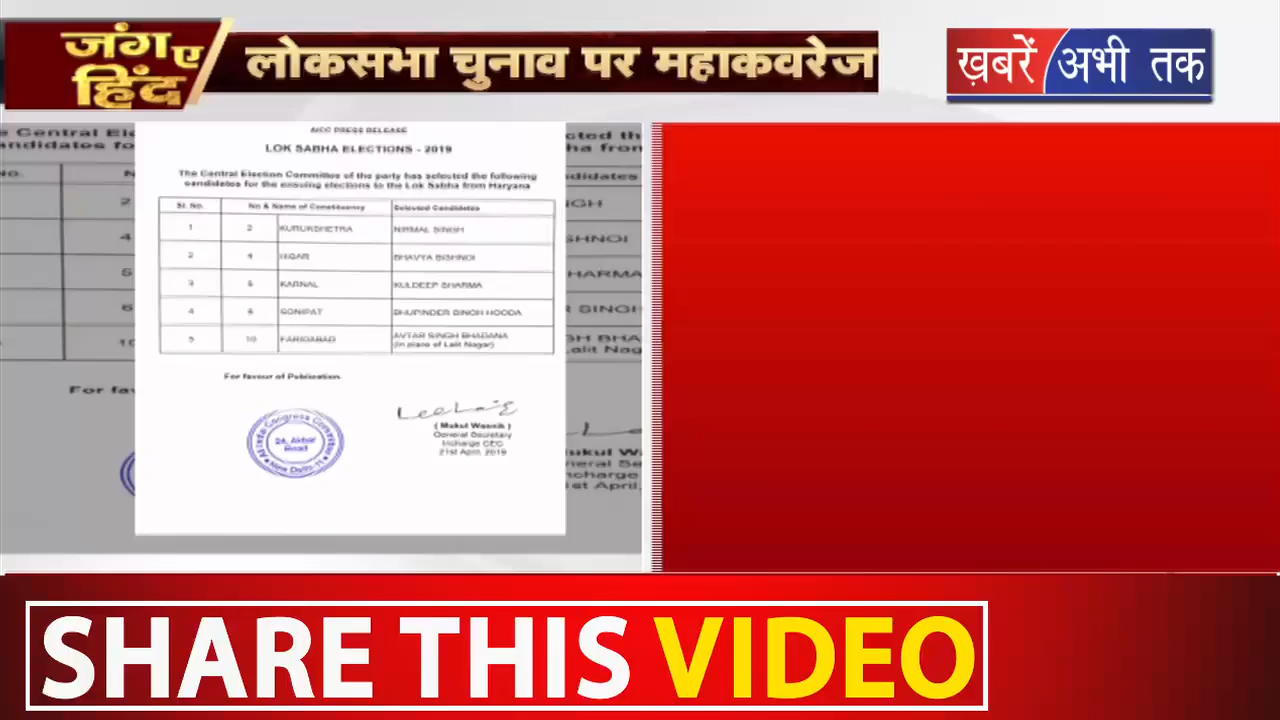 जंग ए
हिंद
लोकसभा चुनाव पर महाकवरेज
ख़बरें अभी तक
AICC PRESS RELEASE
LOK SABHA ELECTIONS - 2019
The Central Election Committee of the party has selected the following
candidates for the ensuing elections to the Lok Sabha from Haryana
Sl. No. No & Name of Constituency Selected Candidates
1 2 KURUKSHETRA NIRMAL SINGH
2 4 HISAR BHAVYA BISHNOI
3 5 KARNAL KULDEEP SHARMA
4 6 SONIPAT BHUPINDER SINGH HOODA
5 10 FARIDABAD AVTAR SINGH BHADANA
(in place of Lalit Nagar)
For favour of Publication.
All India Congress Committee
24, Akbar
Road
New Delhi-11
( Mukul Wasnik )
General Secretary
Incharge CEC
21st April, 2019
SHARE THIS VIDEO